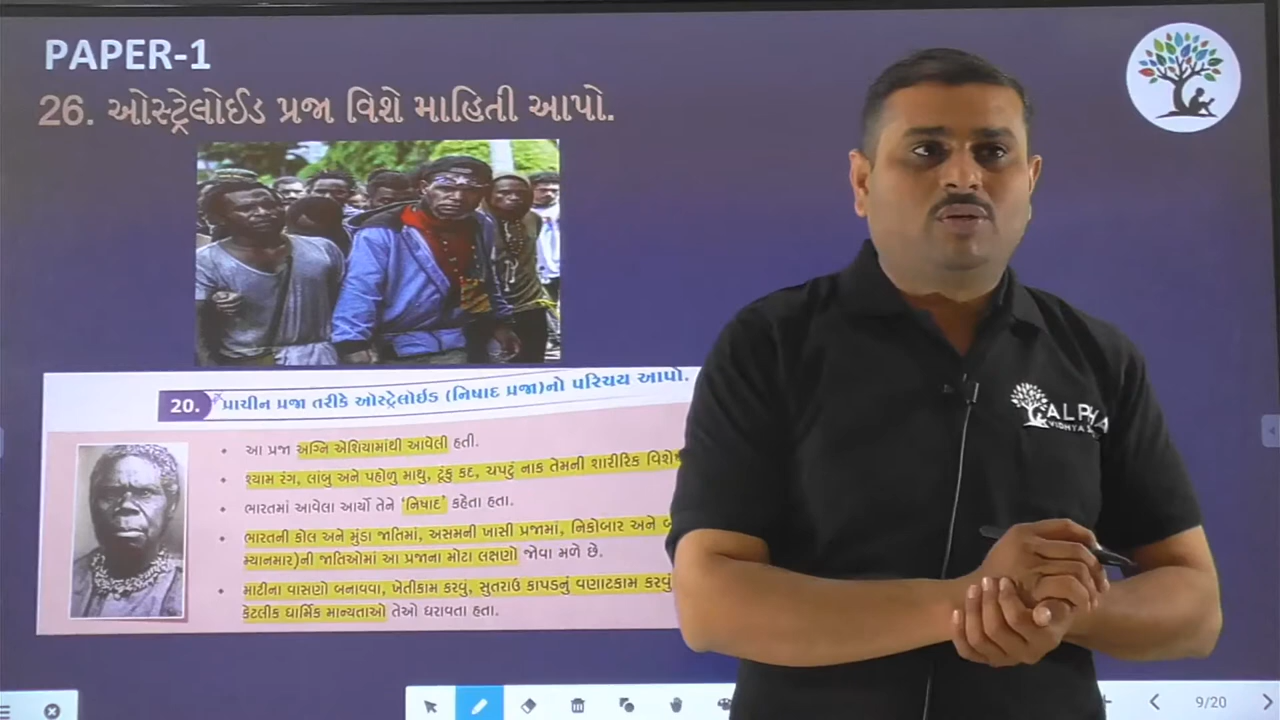 PAPER-1
26. ઓસ્ટ્રેલોઈડ પ્રજા વિશે માહિતી આપો.
20. પ્રાચીન પ્રજા તરીકે ઓસ્ટ્રેલોઇડ (નિષાદ પ્રજા)નો પરિચય આપો.
• આ પ્રજા અગ્નિ એશિયામાંથી આવેલી હતી.
• શ્યામ રંગ, લાંબુ અને પહોળુ માથુ, ટૂંકુ કદ, ચપટું નાક તેમની શારીરિક
• ભારતમાં આવેલા આર્યો તેને 'નિષાદ' કહેતા હતા.
• ભારતની કોલ અને મુંડા જાતિમાં, અસમની ખાસી પ્રજામાં, નિકોબાર અને
મ્યાનમાર)ની જાતિઓમાં આ પ્રજાના મોટા લક્ષણો જોવા મળે છે.
• માટીના વાસણો બનાવવા, ખેતીકામ કરવું, સુતરાઉ કાપડનું વણાટકામ કરવું
કેટલીક ધાર્મિક માન્યતાઓ તેઓ ધરાવતા હતા.
ALPHA
VIDHYA
9/20